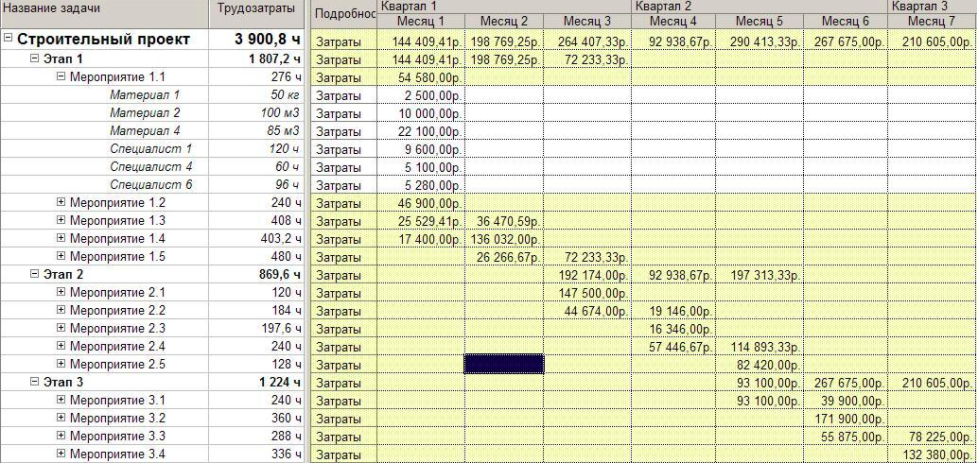 Название задачи Трудозатраты Подробнос Квартал 1 Квартал 2 Квартал 3
Месяц 1 Месяц 2 Месяц 3 Месяц 4 Месяц 5 Месяц 6 Месяц 7
Строительный проект 3 900,8 ч Затраты 144 409,41р. 198 769,25р. 264 407,33р. 92 938,67р. 290 413,33р. 267 675,00р. 210 605,00р.
Этап 1 1 807,2 ч Затраты 144 409,41р. 198 769,25р. 72 233,33р.
Мероприятие 1.1 276 ч Затраты 54 580,00р.
Материал 1 50 кг Затраты 2 500,00р.
Материал 2 100 м3 Затраты 10 000,00р.
Материал 4 85 м3 Затраты 22 100,00р.
Специалист 1 120 ч Затраты 9 600,00р.
Специалист 4 60 ч Затраты 5 100,00р.
Специалист 6 96 ч Затраты 5 280,00р.
Мероприятие 1.2 240 ч Затраты 46 900,00р.
Мероприятие 1.3 408 ч Затраты 25 529,41р. 36 470,59р.
Мероприятие 1.4 403,2 ч Затраты 17 400,00р. 136 032,00р.
Мероприятие 1.5 480 ч Затраты 26 266,67р. 72 233,33р.
Этап 2 869,6 ч Затраты 192 174,00р. 92 938,67р. 197 313,33р.
Мероприятие 2.1 120 ч Затраты 147 500,00р.
Мероприятие 2.2 184 ч Затраты 44 674,00р. 19 146,00р.
Мероприятие 2.3 197,6 ч Затраты 16 346,00р.
Мероприятие 2.4 240 ч Затраты 57 446,67р. 114 893,33р.
Мероприятие 2.5 128 ч Затраты 82 420,00р.
Этап 3 1 224 ч Затраты 93 100,00р. 267 675,00р. 210 605,00р.
Мероприятие 3.1 240 ч Затраты 93 100,00р. 39 900,00р.
Мероприятие 3.2 360 ч Затраты 171 900,00р.
Мероприятие 3.3 288 ч Затраты 55 875,00р. 78 225,00р.
Мероприятие 3.4 336 ч Затраты 132 380,00р.